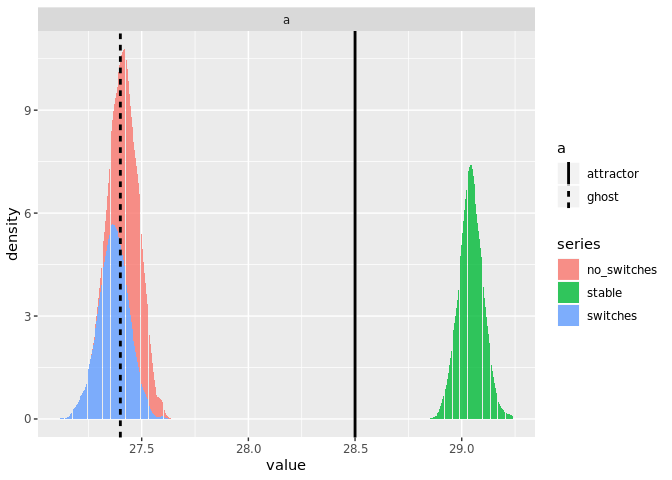 a
9
6
3
0
density
27.5 28.0 28.5 29.0
value
a
attractor
ghost
series
no_switches
stable
switches